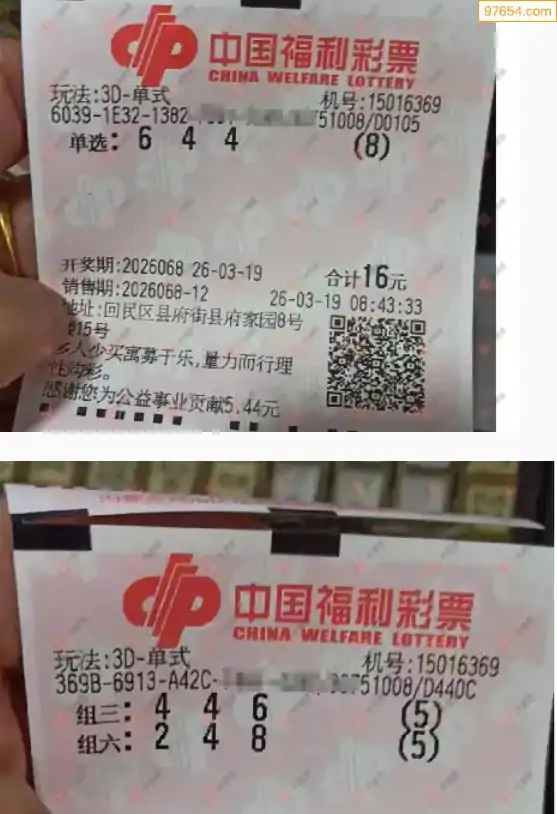 97654.com
中国福利彩票
CHINA WELFARE LOTTERY
玩法:3D-单式 机号:15016369
6039-1E32-1382- 51008/D0105
单选: 6 4 4 (8)
开奖期:2026068 26-03-19 合计16元
销售期:2026068-12 26-03-19 08:43:33
地址:回民区县府街县府家园8号
15号
多人少买寓募于乐,量力而行理
性购彩。
感谢您为公益事业贡献5.44元
中国福利彩票
CHINA WELFARE LOTTERY
玩法:3D-单式 机号:15016369
369B-6913-A42C- 51008/D440C
组三: 4 4 6 (5)
组六: 2 4 8 (5)